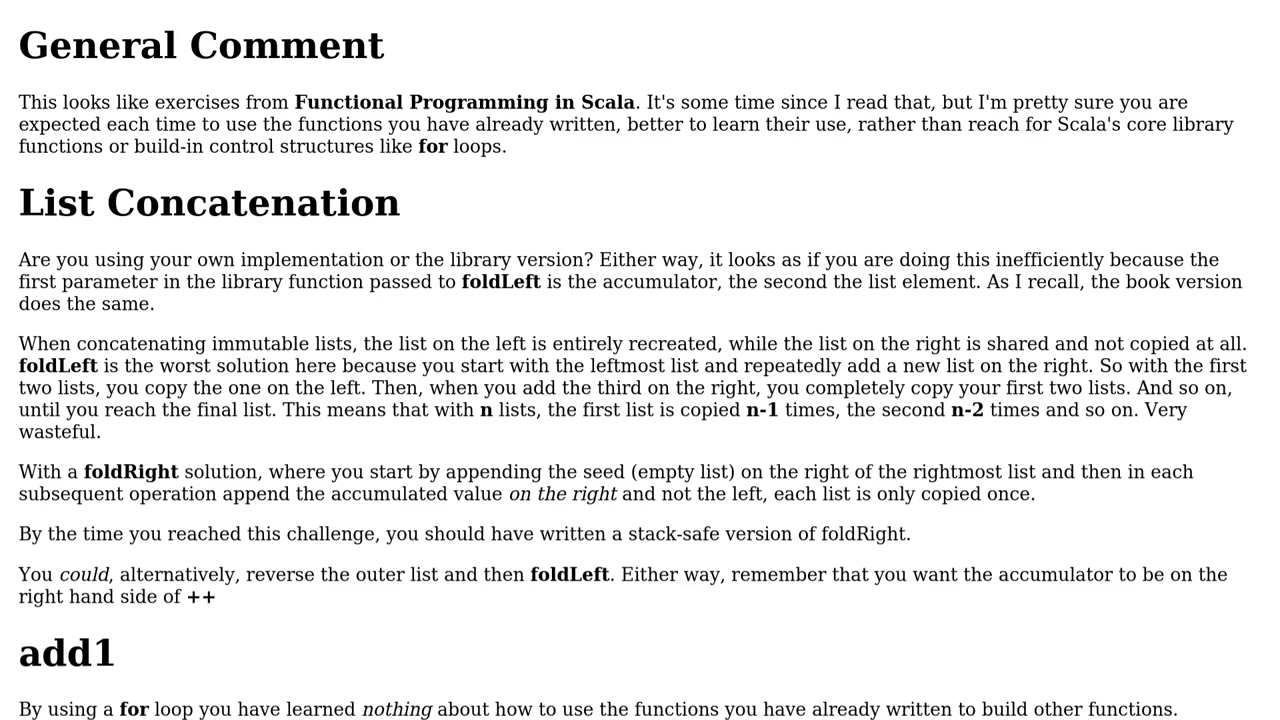 General Comment
This looks like exercises from Functional Programming in Scala. It's some time since I read that, but I'm pretty sure you are
expected each time to use the functions you have already written, better to learn their use, rather than reach for Scala's core library
functions or build-in control structures like for loops.
List Concatenation
Are you using your own implementation or the library version? Either way, it looks as if you are doing this inefficiently because the
first parameter in the library function passed to foldLeft is the accumulator, the second the list element. As I recall, the book version
does the same.
When concatenating immutable lists, the list on the left is entirely recreated, while the list on the right is shared and not copied at all.
foldLeft is the worst solution here because you start with the leftmost list and repeatedly add a new list on the right. So with the first
two lists, you copy the one on the left. Then, when you add the third on the right, you completely copy your first two lists. And so on,
until you reach the final list. This means that with n lists, the first list is copied n-1 times, the second n-2 times and so on. Very
wasteful.
With a foldRight solution, where you start by appending the seed (empty list) on the right of the rightmost list and then in each
subsequent operation append the accumulated value on the right and not the left, each list is only copied once.
By the time you reached this challenge, you should have written a stack-safe version of foldRight.
You could, alternatively, reverse the outer list and then foldLeft. Either way, remember that you want the accumulator to be on the
right hand side of ++
add1
By using a for loop you have learned nothing about how to use the functions you have already written to build other functions.